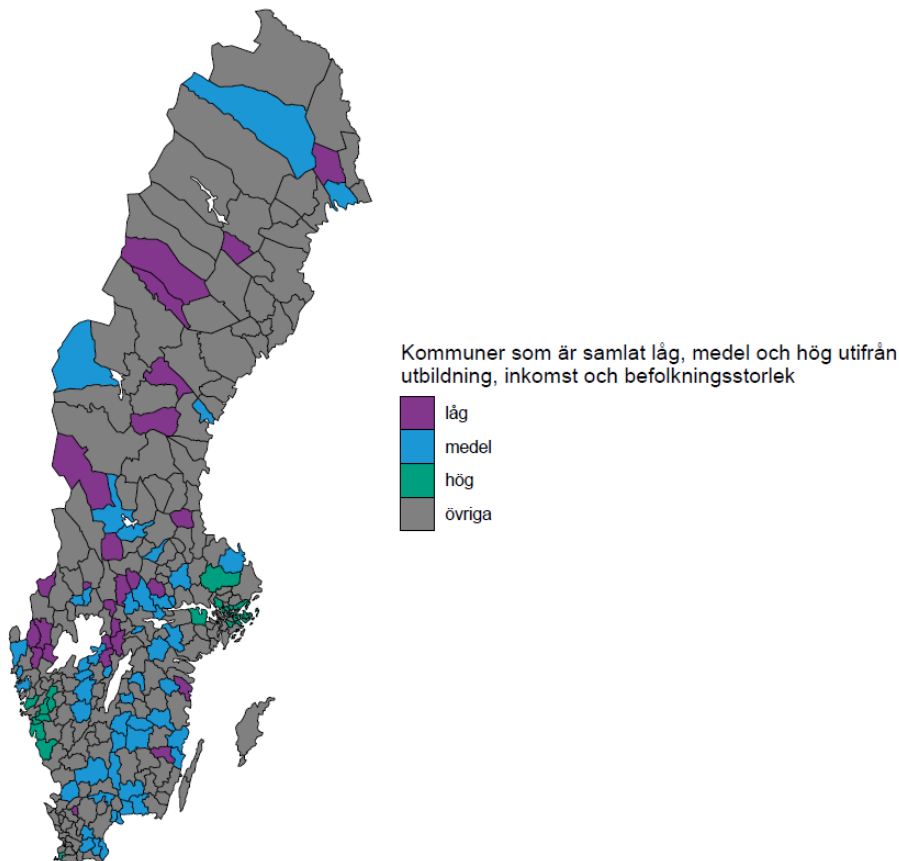 Kommuner som är samlat låg, medel och hög utifrån
utbildning, inkomst och befolkningsstorlek
låg
medel
hög
övriga